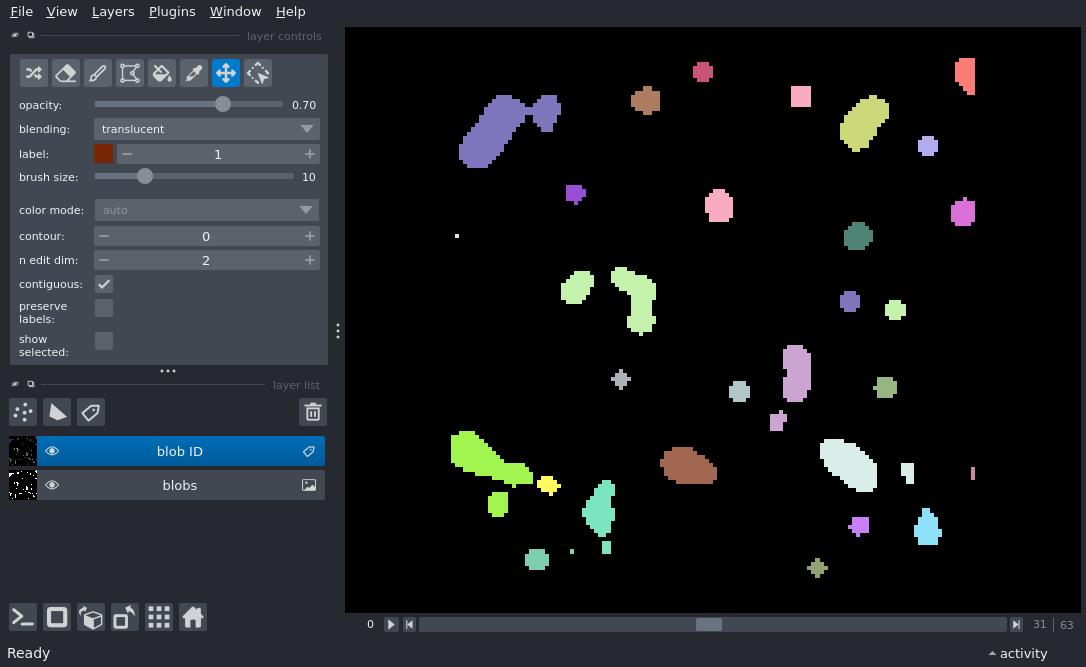 File View Layers Plugins Window Help
layer controls
opacity: 0.70
blending: translucent
label: 1
brush size: 10
color mode: auto
contour: 0
n edit dim: 2
contiguous:
preserve
labels:
show
selected:
layer list
blob ID
blobs
0 31 63
Ready activity